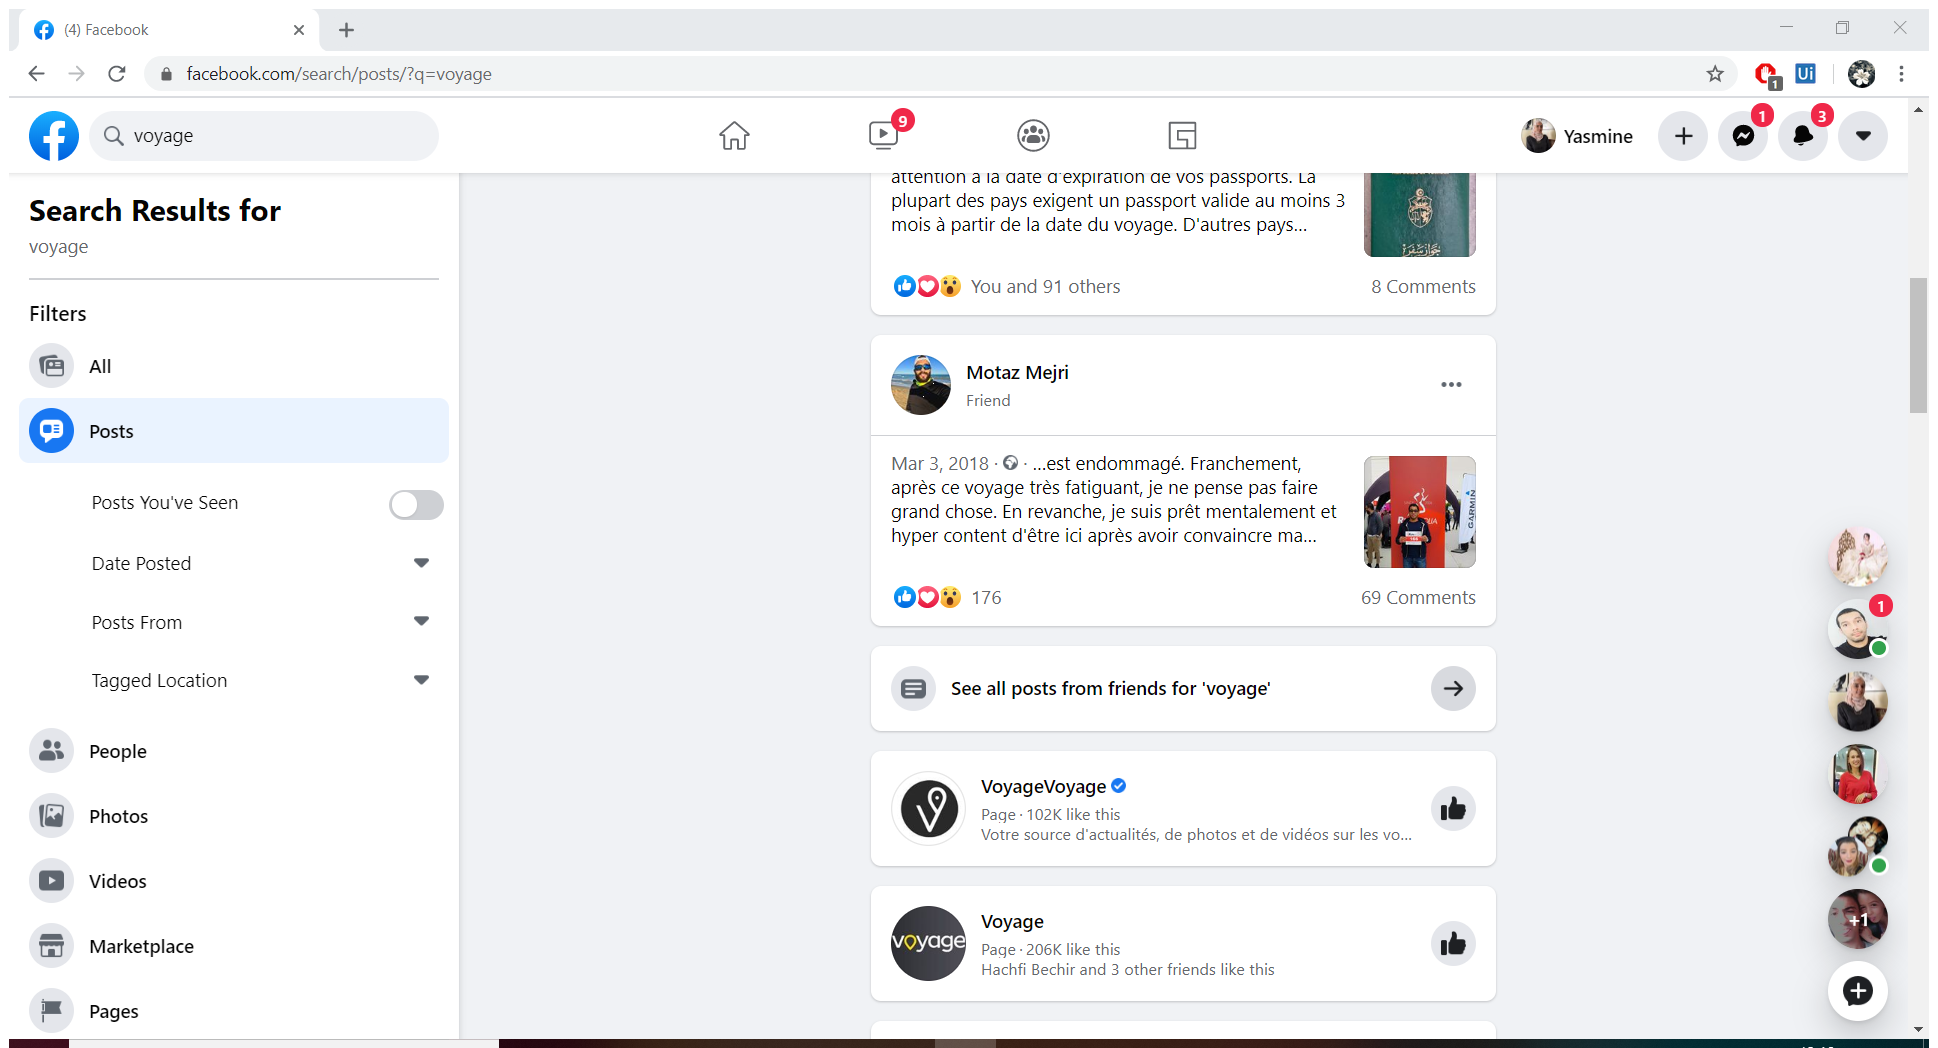 (4) Facebook
facebook.com/search/posts/?q=voyage
1
Ui
voyage
9
Yasmine
1
3
Search Results for
voyage
Filters
All
Posts
Posts You've Seen
Date Posted
Posts From
Tagged Location
People
Photos
Videos
Marketplace
Pages
attention à la date d'expiration de vos passports. La
plupart des pays exigent un passport valide au moins 3
mois à partir de la date du voyage. D'autres pays...
جواز سفر
You and 91 others
8 Comments
Motaz Mejri
Friend
Mar 3, 2018 · ...est endommagé. Franchement,
après ce voyage très fatiguant, je ne pense pas faire
grand chose. En revanche, je suis prêt mentalement et
hyper content d'être ici après avoir convaincre ma...
GARMIN
176
69 Comments
See all posts from friends for 'voyage'
VoyageVoyage
Page · 102K like this
Votre source d'actualités, de photos et de vidéos sur les vo...
voyage
Voyage
Page · 206K like this
Hachfi Bechir and 3 other friends like this
1
+1